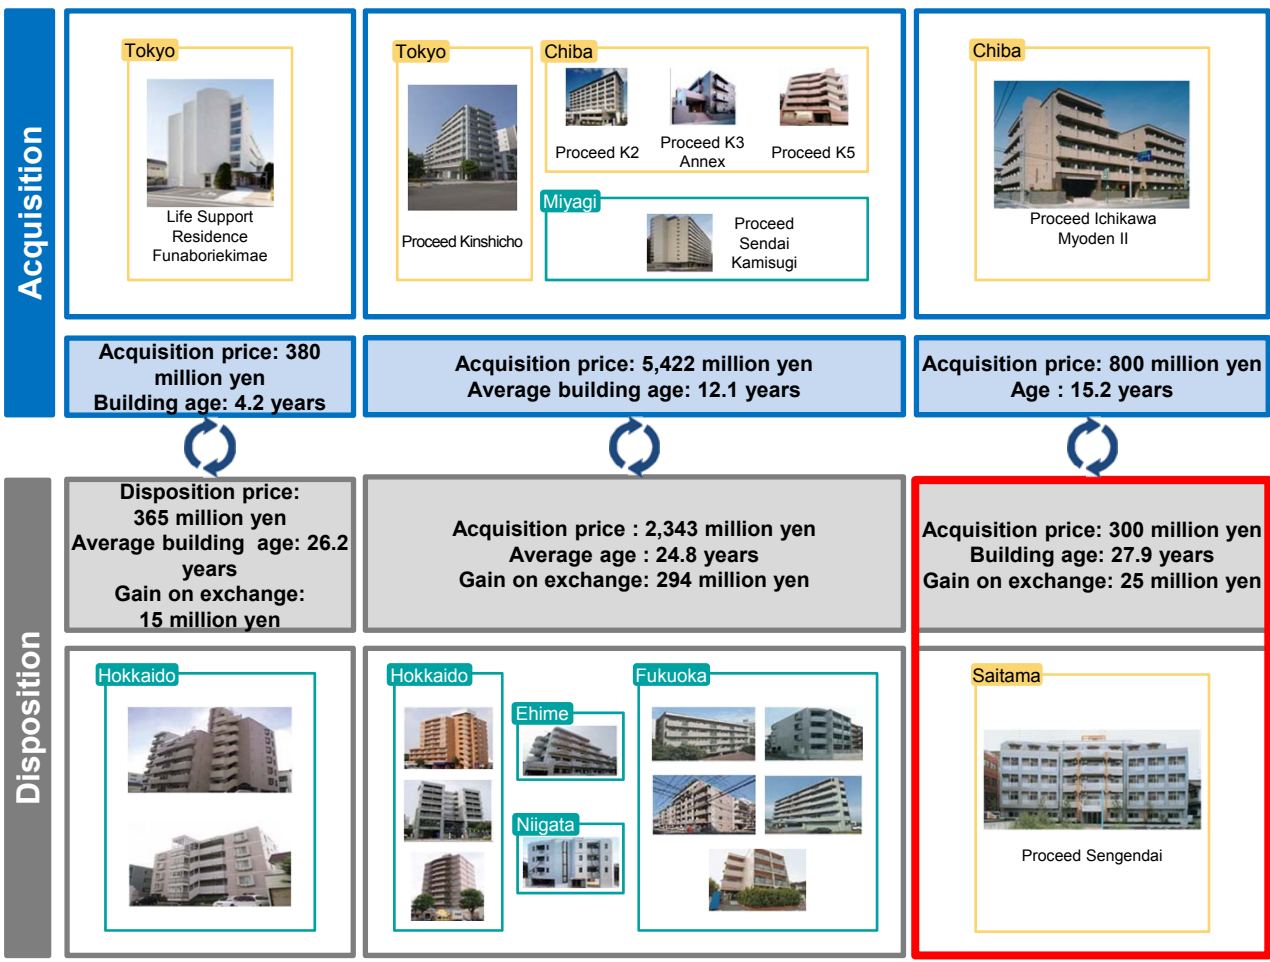 Acquisition
Tokyo
Life Support
Residence
Funaboriekimae
Tokyo
Proceed Kinshicho
Chiba
Proceed K2
Proceed K3
Annex
Proceed K5
Miyagi
Proceed
Sendai
Kamisugi
Chiba
Proceed Ichikawa
Myoden II
Acquisition price: 380
million yen
Building age: 4.2 years
Acquisition price: 5,422 million yen
Average building age: 12.1 years
Acquisition price: 800 million yen
Age : 15.2 years
Disposition
Disposition price:
365 million yen
Average building age: 26.2
years
Gain on exchange:
15 million yen
Acquisition price : 2,343 million yen
Average age : 24.8 years
Gain on exchange: 294 million yen
Acquisition price: 300 million yen
Building age: 27.9 years
Gain on exchange: 25 million yen
Hokkaido
Hokkaido
Ehime
Niigata
Fukuoka
Saitama
Proceed Sengendai